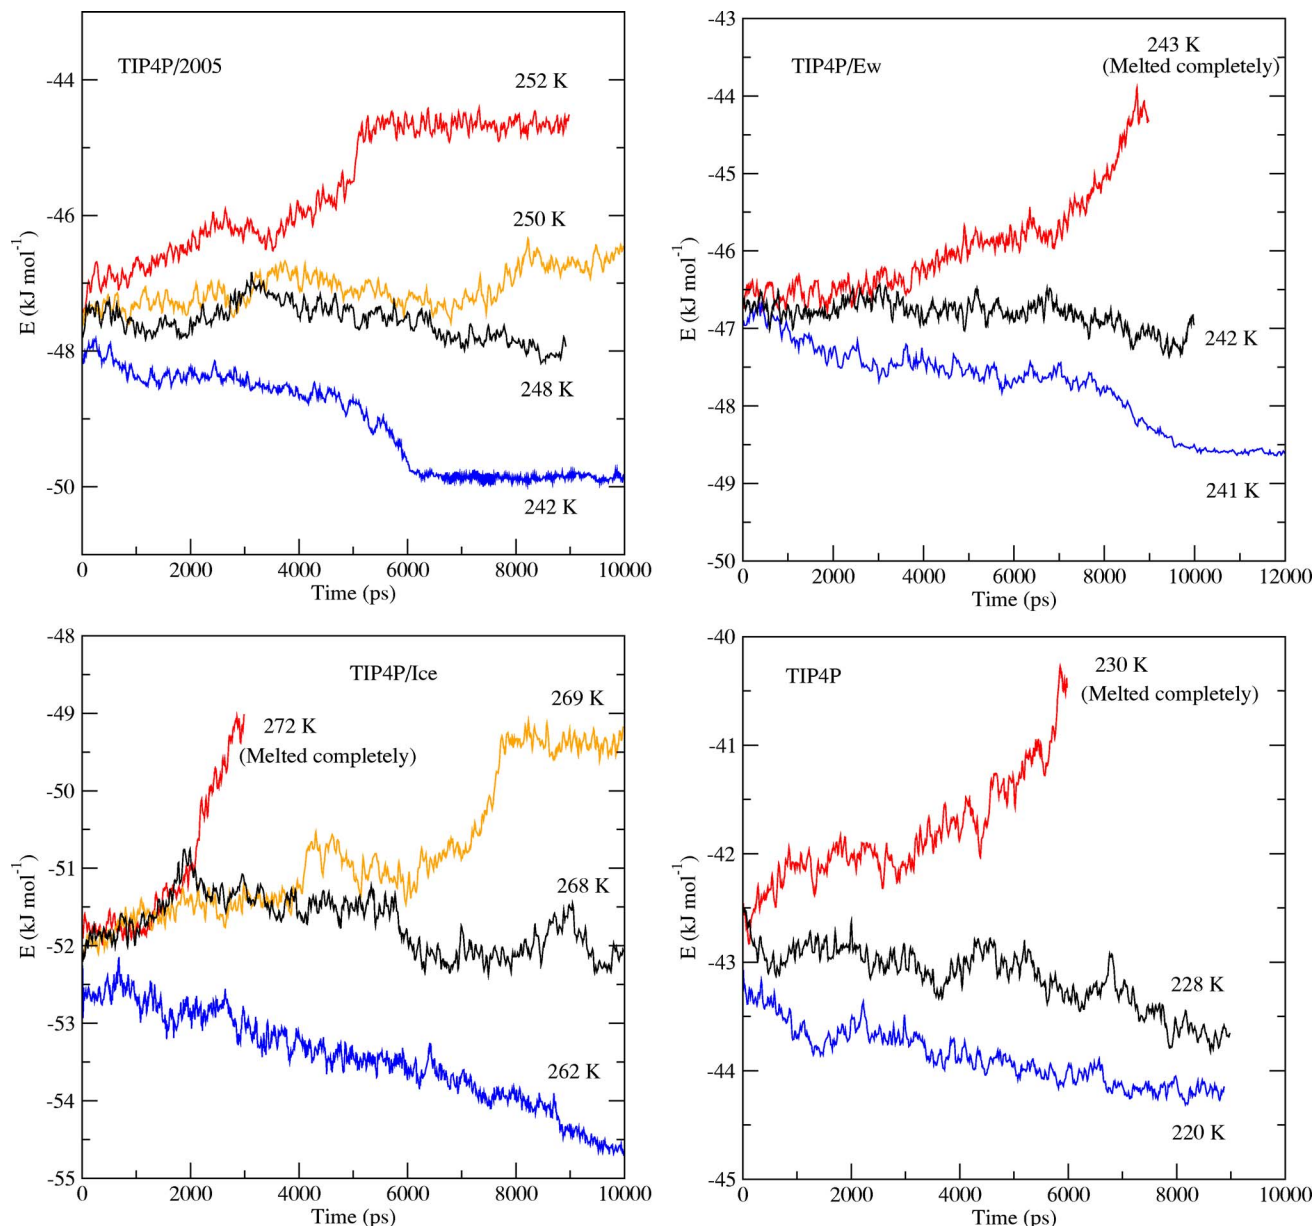 TIP4P/2005
252 K
250 K
248 K
242 K
-44
-46
-48
-50
E (kJ mol⁻¹)
0 2000 4000 6000 8000 10000
Time (ps)
TIP4P/Ew
243 K
(Melted completely)
242 K
241 K
-43
-44
-45
-46
-47
-48
-49
-50
E (kJ mol⁻¹)
0 2000 4000 6000 8000 10000 12000
Time (ps)
TIP4P/Ice
272 K
(Melted completely)
269 K
268 K
262 K
-48
-49
-50
-51
-52
-53
-54
-55
E (kJ mol⁻¹)
0 2000 4000 6000 8000 10000
Time (ps)
TIP4P
230 K
(Melted completely)
228 K
220 K
-40
-41
-42
-43
-44
-45
E (kJ mol⁻¹)
0 2000 4000 6000 8000 10000
Time (ps)